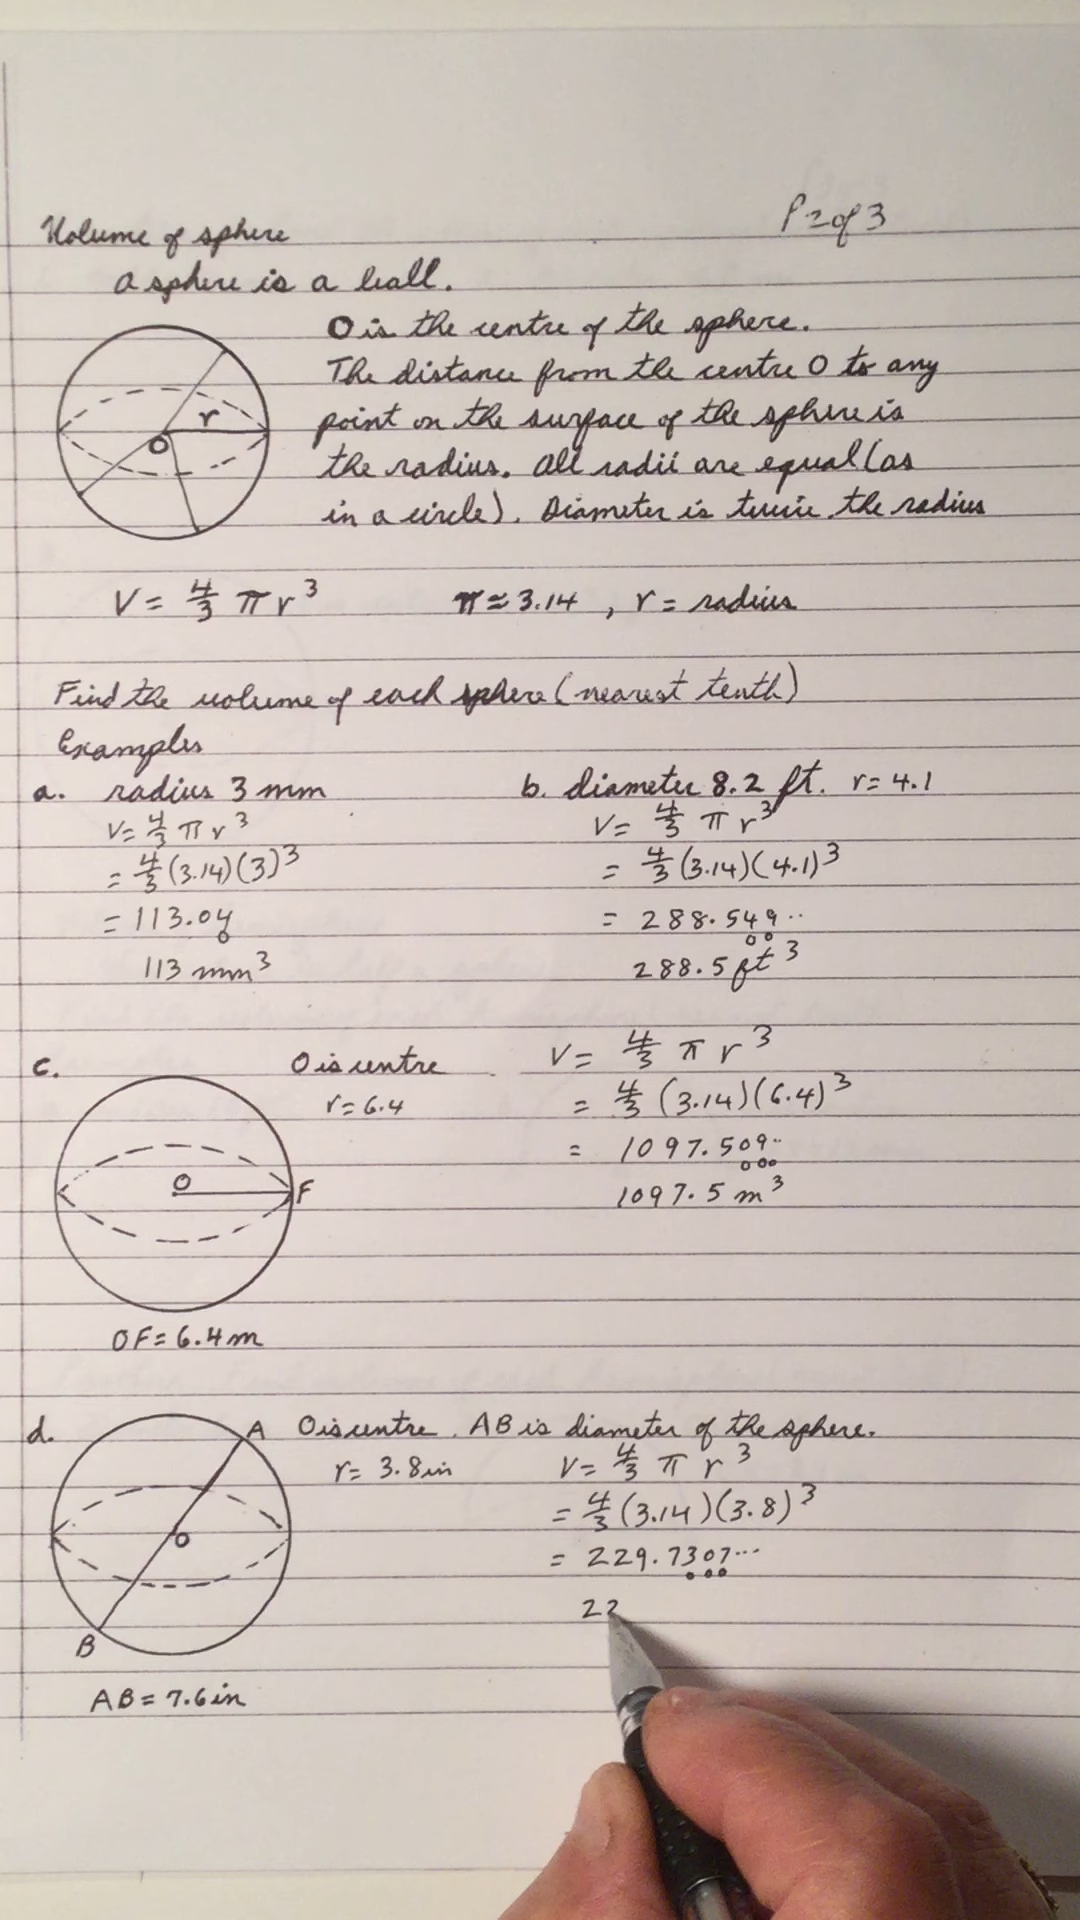 P2of3
Volume of sphere
a sphere is a ball.
O is the centre of the sphere.
The distance from the centre O to any
point on the surface of the sphere is
the radius. All radii are equal (as
in a circle). Diameter is twice the radius
r
O
V = 4/3 π r³ π ≈ 3.14 , r = radius
Find the volume of each sphere (nearest tenth)
Examples
a. radius 3 mm
V = 4/3 π r³
= 4/3 (3.14)(3)³
= 113.04
113 mm³
b. diameter 8.2 ft. r = 4.1
V = 4/3 π r³
= 4/3 (3.14)(4.1)³
= 288.549..
288.5 ft³
c. O is centre
r = 6.4
O
F
OF = 6.4 m
V = 4/3 π r³
= 4/3 (3.14)(6.4)³
= 1097.509..
1097.5 m³
d. A O is centre. AB is diameter of the sphere.
r = 3.8 in
O
B
AB = 7.6 in
V = 4/3 π r³
= 4/3 (3.14)(3.8)³
= 229.7307...
22